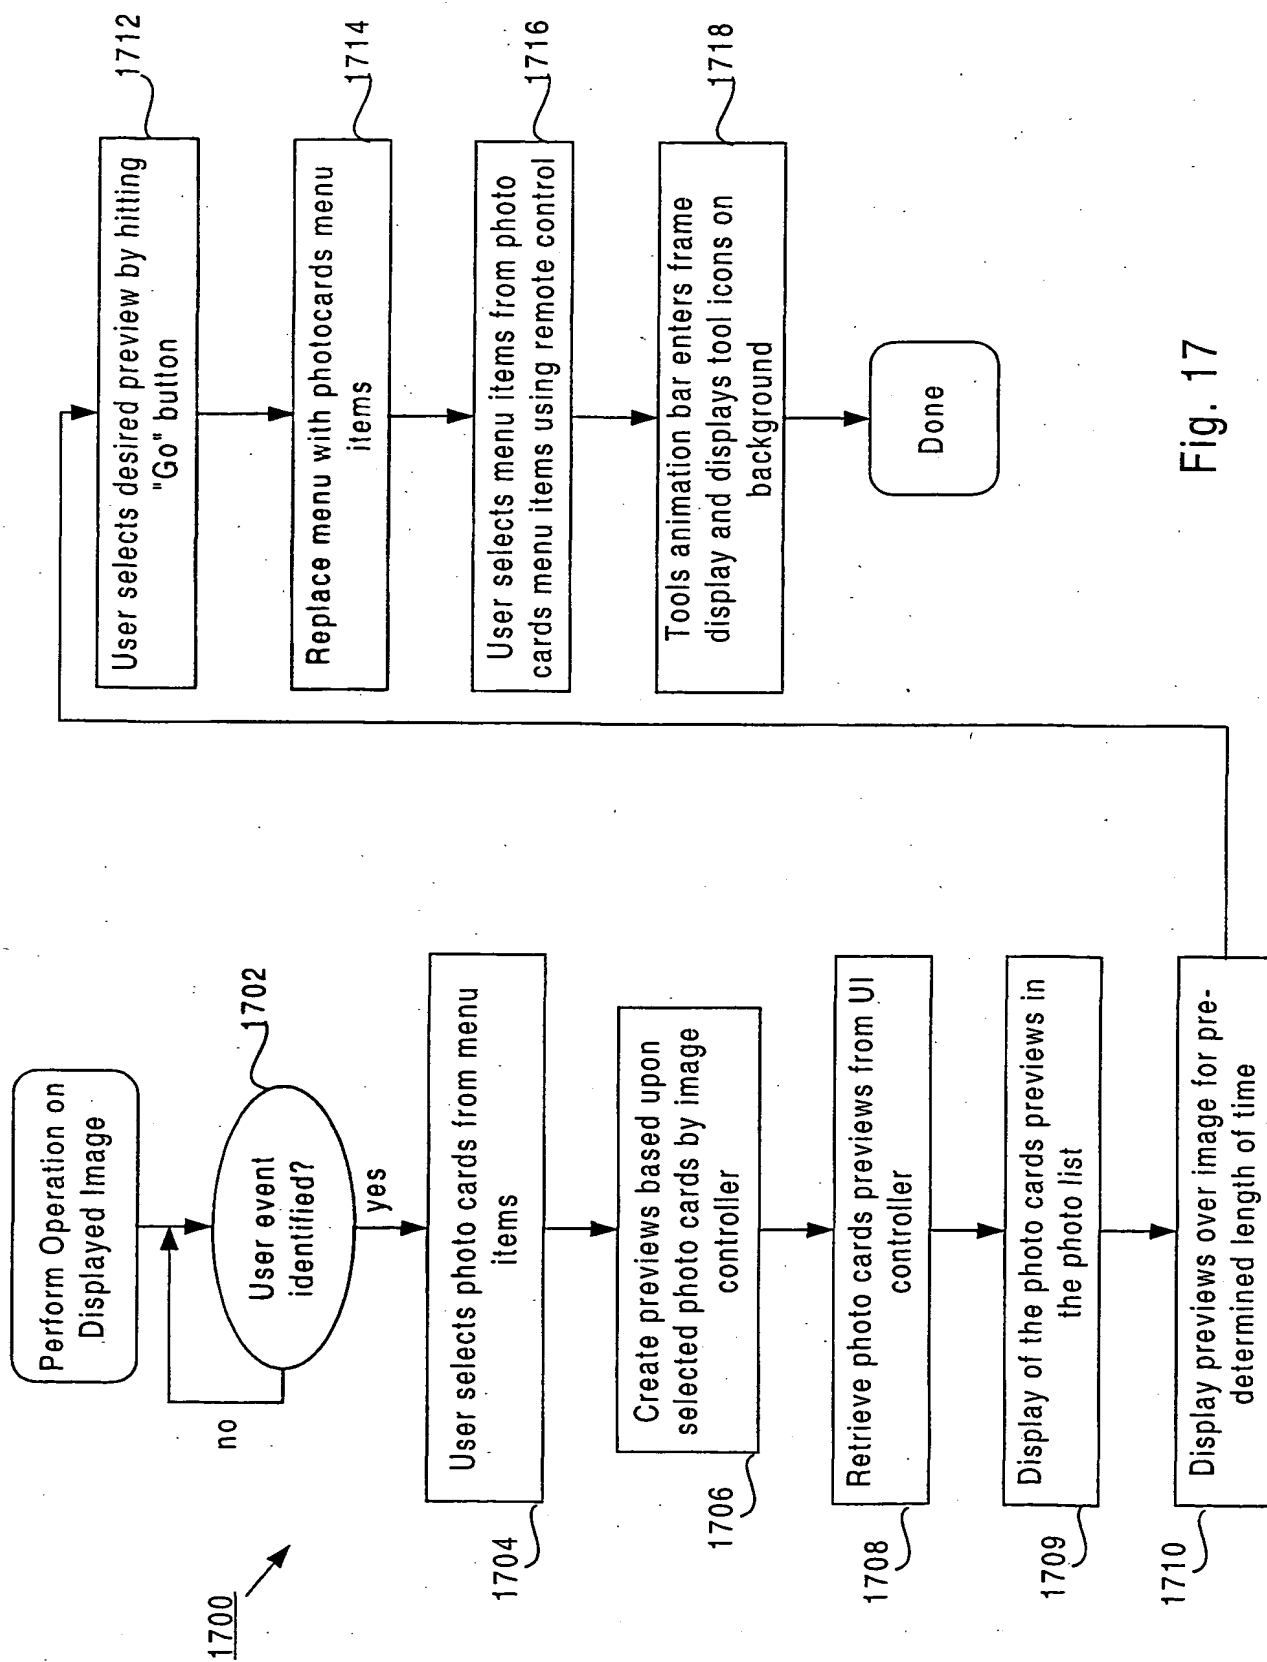 1700
Perform Operation on
Displayed Image
no
User event
identified?
1702
yes
User selects photo cards from menu
items
1704
Create previews based upon
selected photo cards by image
controller
1706
Retrieve photo cards previews from UI
controller
1708
Display of the photo cards previews in
the photo list
1709
Display previews over image for pre-
determined length of time
1710
User selects desired preview by hitting
"Go" button
1712
Replace menu with photocards menu
items
1714
User selects menu items from photo
cards menu items using remote control
1716
Tools animation bar enters frame
display and displays tool icons on
background
1718
Done
Fig. 17